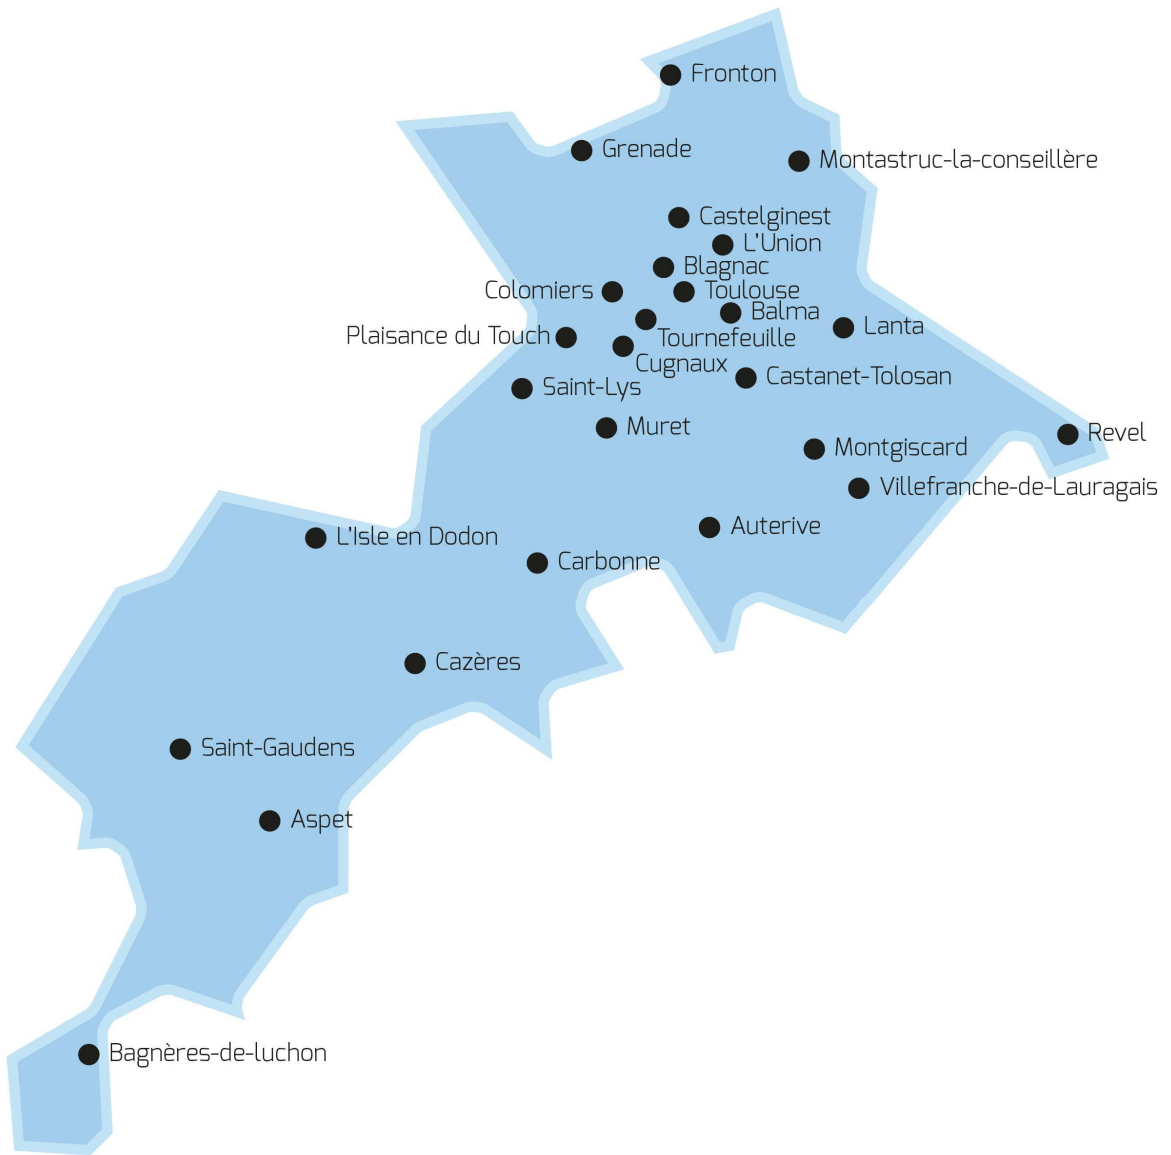 Fronton
Grenade
Montastruc-la-conseillère
Castelginest
L'Union
Blagnac
Colomiers
Toulouse
Balma
Lanta
Plaisance du Touch
Tournefeuille
Cugnaux
Castanet-Tolosan
Saint-Lys
Muret
Revel
Montgiscard
Villefranche-de-Lauragais
Auterive
L'Isle en Dodon
Carbonne
Cazères
Saint-Gaudens
Aspet
Bagnères-de-luchon